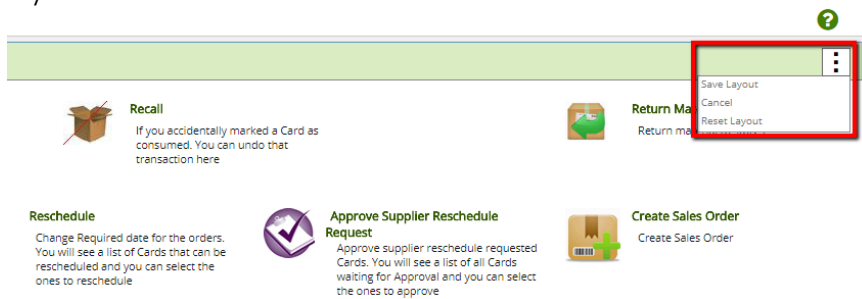 ?
Save Layout
Cancel
Reset Layout
Recall
If you accidentally marked a Card as
consumed. You can undo that
transaction here
Return Ma
Return ma
Reschedule
Change Required date for the orders.
You will see a list of Cards that can be
rescheduled and you can select the
ones to reschedule
Approve Supplier Reschedule
Request
Approve supplier reschedule requested
Cards. You will see a list of all Cards
waiting for Approval and you can select
the ones to approve
Create Sales Order
Create Sales Order